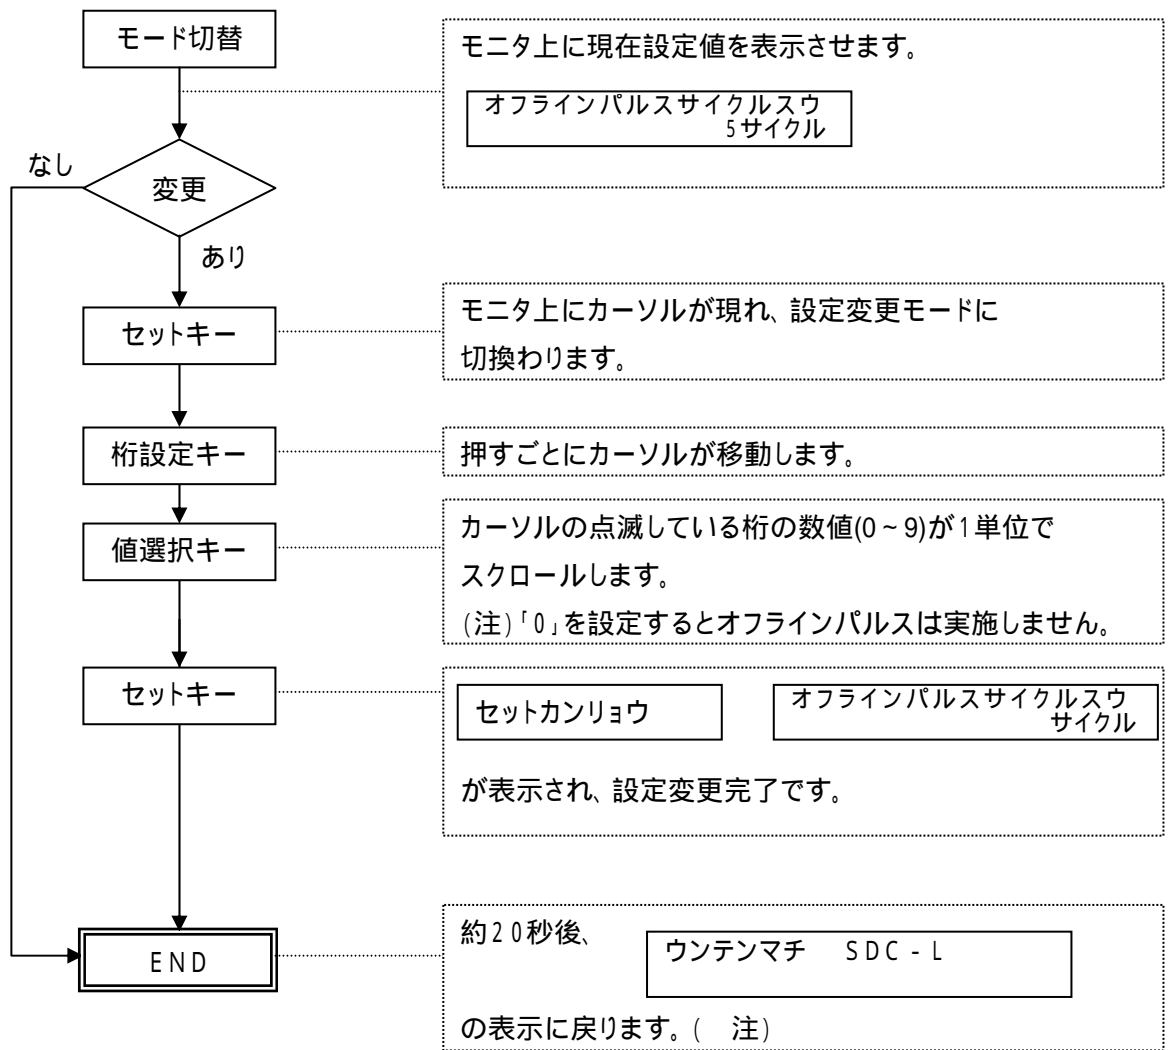 モード切替
モニタ上に現在設定値を表示させます。
オフラインパルスサイクルスウ
5サイクル
なし
変更
あり
セットキー
モニタ上にカーソルが現れ、設定変更モードに
切換わります。
桁設定キー
押すごとにカーソルが移動します。
値選択キー
カーソルの点滅している桁の数値(0～9)が1単位で
スクロールします。
(注)「0」を設定するとオフラインパルスは実施しません。
セットキー
セットカンリョウ
オフラインパルスサイクルスウ
サイクル
が表示され、設定変更完了です。
END
約20秒後、
ウンテンマチ　SDC-L
の表示に戻ります。(　注)